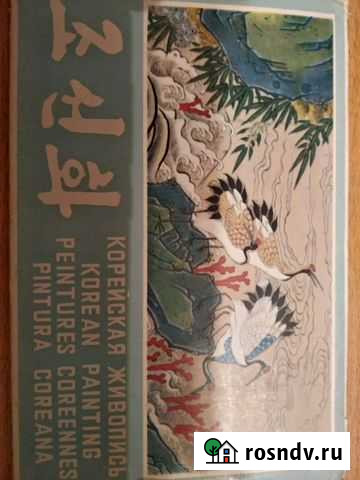 조선화
КОРЕЙСКАЯ ЖИВОПИСЬ
KOREAN PAINTING
PEINTURES COREENNES
PINTURA COREANA
rosndv.ru